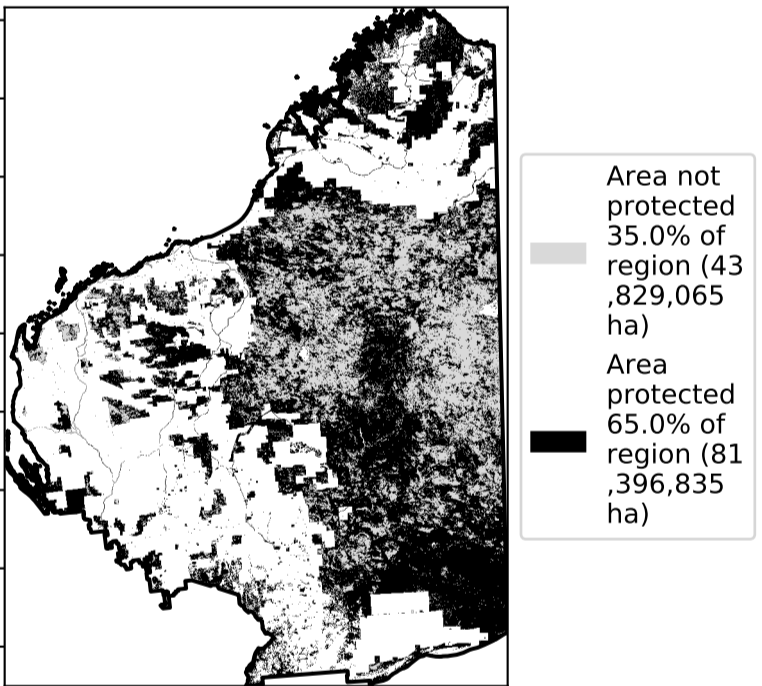 Area not
protected
35.0% of
region (43
,829,065
ha)
Area
protected
65.0% of
region (81
,396,835
ha)